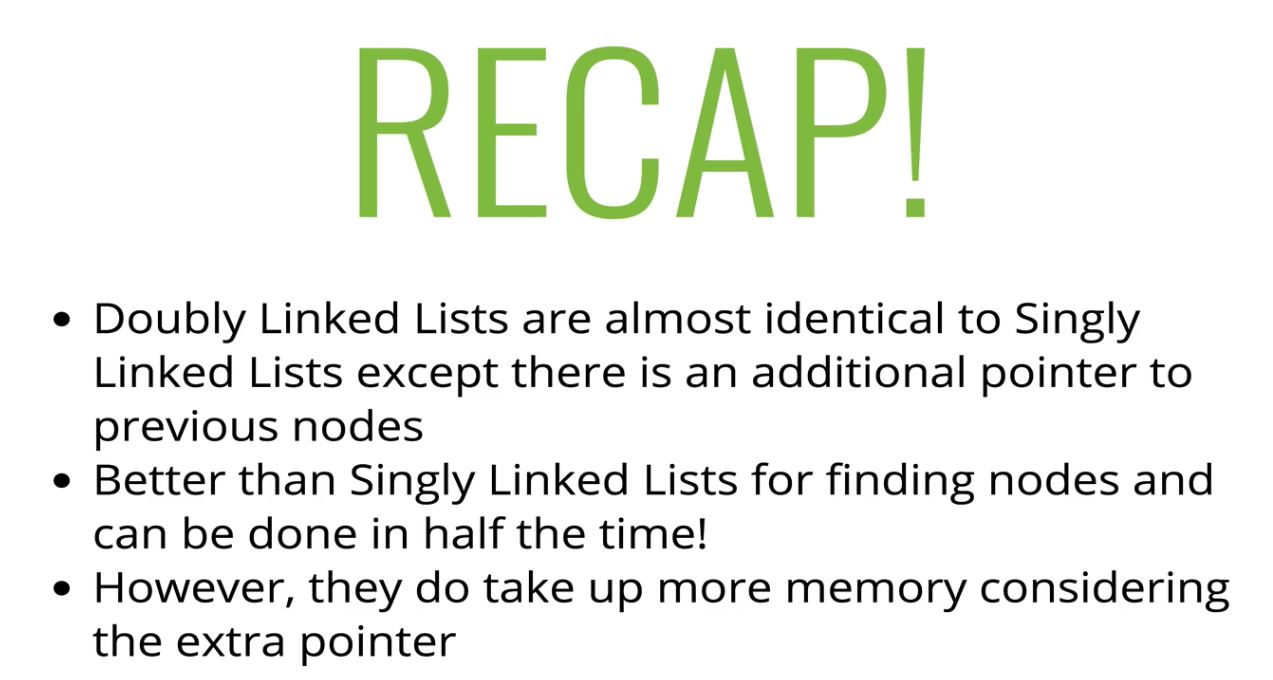 RECAP!
• Doubly Linked Lists are almost identical to Singly
Linked Lists except there is an additional pointer to
previous nodes
• Better than Singly Linked Lists for finding nodes and
can be done in half the time!
• However, they do take up more memory considering
the extra pointer